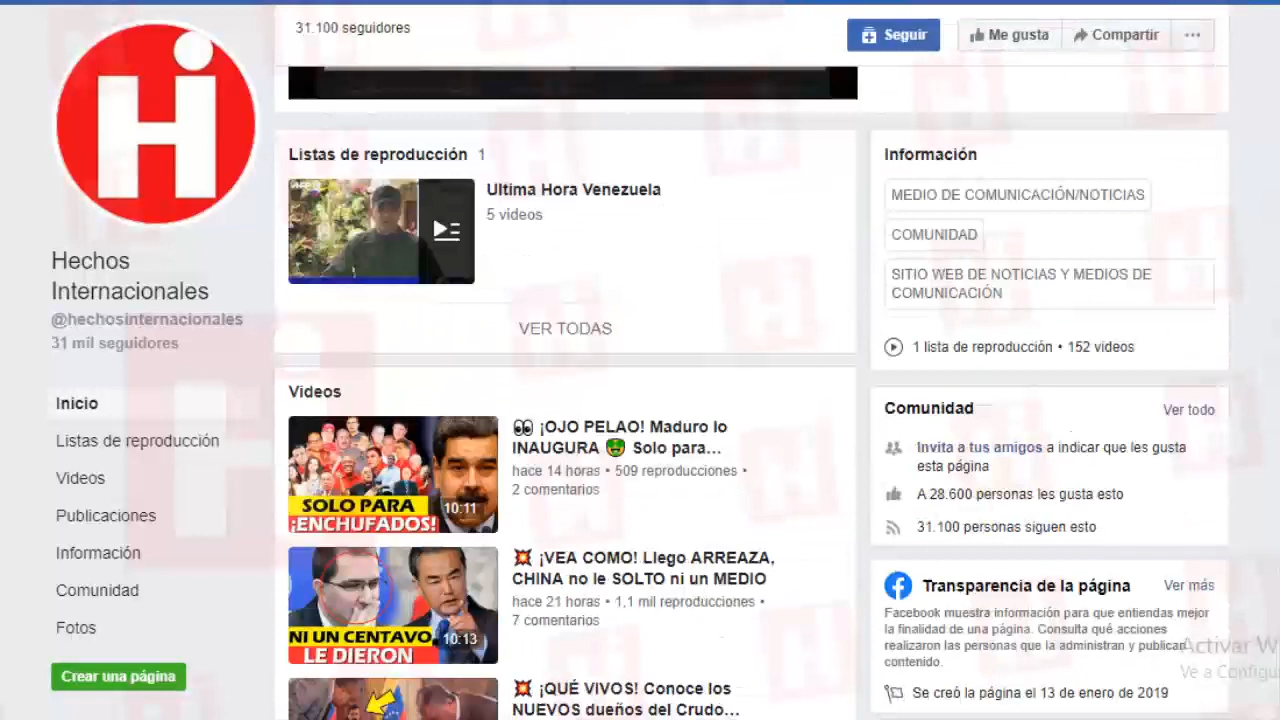 31.100 seguidores
Seguir
Me gusta
Compartir
Hi
Hechos
Internacionales
@hechosinternacionales
31 mil seguidores
Inicio
Listas de reproducción
Videos
Publicaciones
Información
Comunidad
Fotos
Crear una página
Listas de reproducción 1
Ultima Hora Venezuela
5 videos
VER TODAS
Videos
SOLO PARA
¡ENCHUFADOS!
10:11
👀 ¡OJO PELAO! Maduro lo
INAUGURA 🤑 Solo para...
hace 14 horas • 509 reproducciones •
2 comentarios
NI UN CENTAVO
LE DIERON
10:13
💥 ¡VEA COMO! Llego ARREAZA,
CHINA no le SOLTO ni un MEDIO
hace 21 horas • 1,1 mil reproducciones •
7 comentarios
💥 ¡QUÉ VIVOS! Conoce los
NUEVOS dueños del Crudo...
Información
MEDIO DE COMUNICACIÓN/NOTICIAS
COMUNIDAD
SITIO WEB DE NOTICIAS Y MEDIOS DE
COMUNICACIÓN
1 lista de reproducción • 152 videos
Comunidad
Ver todo
Invita a tus amigos a indicar que les gusta
esta página
A 28.600 personas les gusta esto
31.100 personas siguen esto
Transparencia de la página
Ver más
Facebook muestra información para que entiendas mejor
la finalidad de una página. Consulta qué acciones
realizaron las personas que la administran y publican
contenido.
Se creó la página el 13 de enero de 2019
Activar W
Ve a Configu